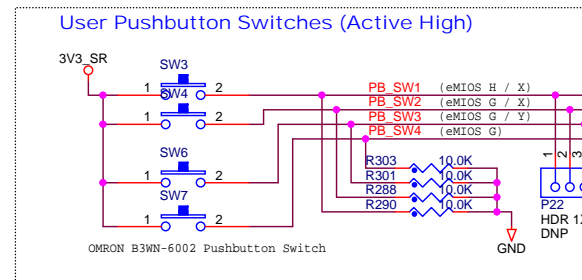 User Pushbutton Switches (Active High)
3V3_SR
SW3
1 2 PB_SW1 (eMIOS H / X)
SW4
1 2 PB_SW2 (eMIOS G / X)
PB_SW3 (eMIOS G / Y)
PB_SW4 (eMIOS G)
SW6
1 2
SW7
1 2
R303 10.0K
R301 10.0K
R288 10.0K
R290 10.0K
1 2 3
P22
HDR 1X
DNP
GND
OMRON B3WN-6002 Pushbutton Switch